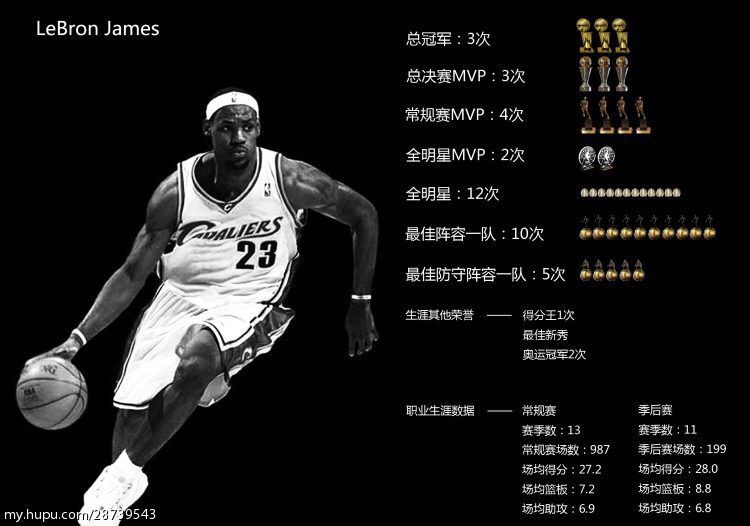 LeBron James
总冠军：3次
总决赛MVP：3次
常规赛MVP：4次
全明星MVP：2次
全明星：12次
最佳阵容一队：10次
最佳防守阵容一队：5次
生涯其他荣誉 —— 得分王1次
最佳新秀
奥运冠军2次
CAVALIERS
23
职业生涯数据 —— 常规赛 季后赛
赛季数：13 赛季数：11
常规赛场数：987 季后赛场数：199
场均得分：27.2 场均得分：28.0
场均篮板：7.2 场均篮板：8.8
场均助攻：6.9 场均助攻：6.8
my.hupu.com/28739543